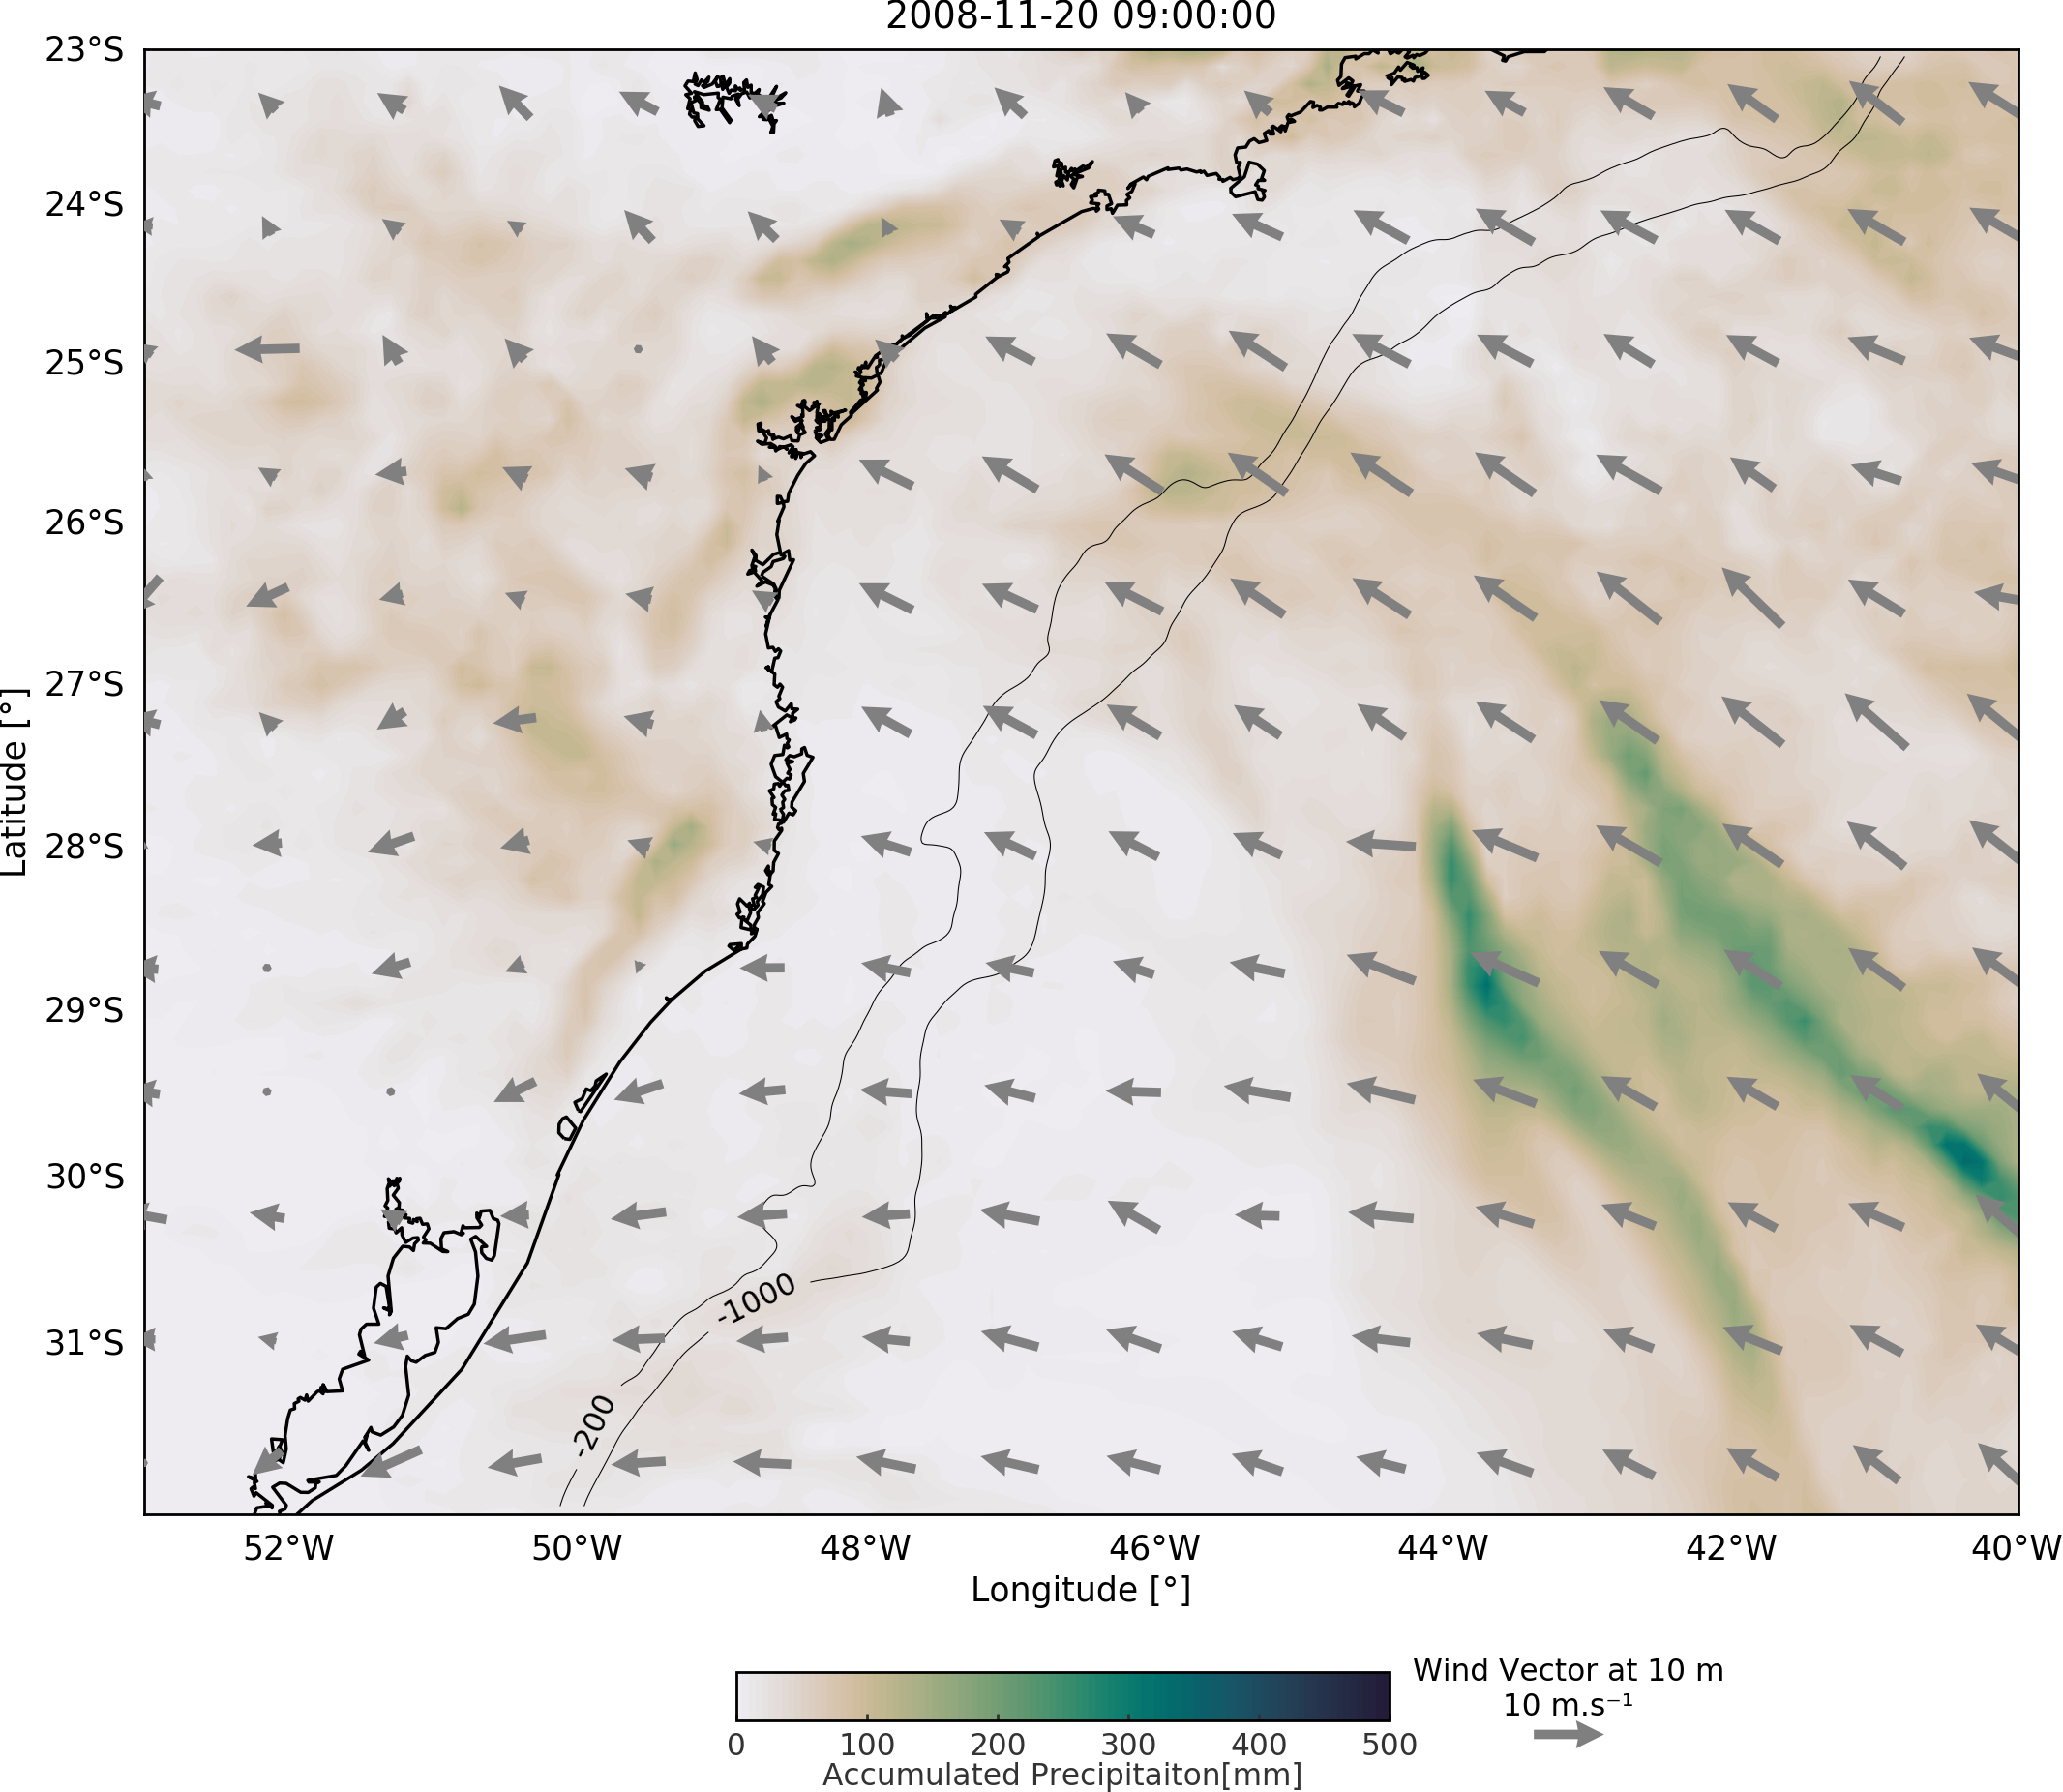 2008-11-20 09:00:00
23°S
24°S
25°S
26°S
27°S
28°S
29°S
30°S
31°S
Latitude [°]
-1000
-200
52°W 50°W 48°W 46°W 44°W 42°W 40°W
Longitude [°]
Wind Vector at 10 m
10 m.s⁻¹
0 100 200 300 400 500
Accumulated Precipitaiton[mm]